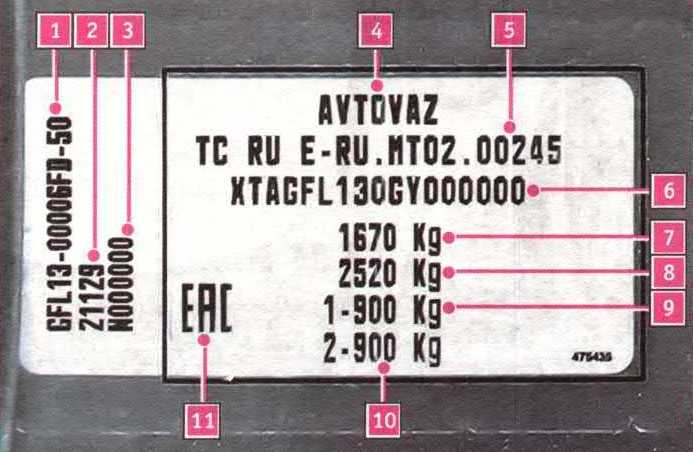 1
2
3
4
5
GFL13-00006FD-50
21129
N000000
AVTOVAZ
TC RU E-RU.MT02.00245
XTAGFL130GY000000
6
1670 Kg
7
2520 Kg
8
1-900 Kg
9
2-900 Kg
EAC
475435
11
10